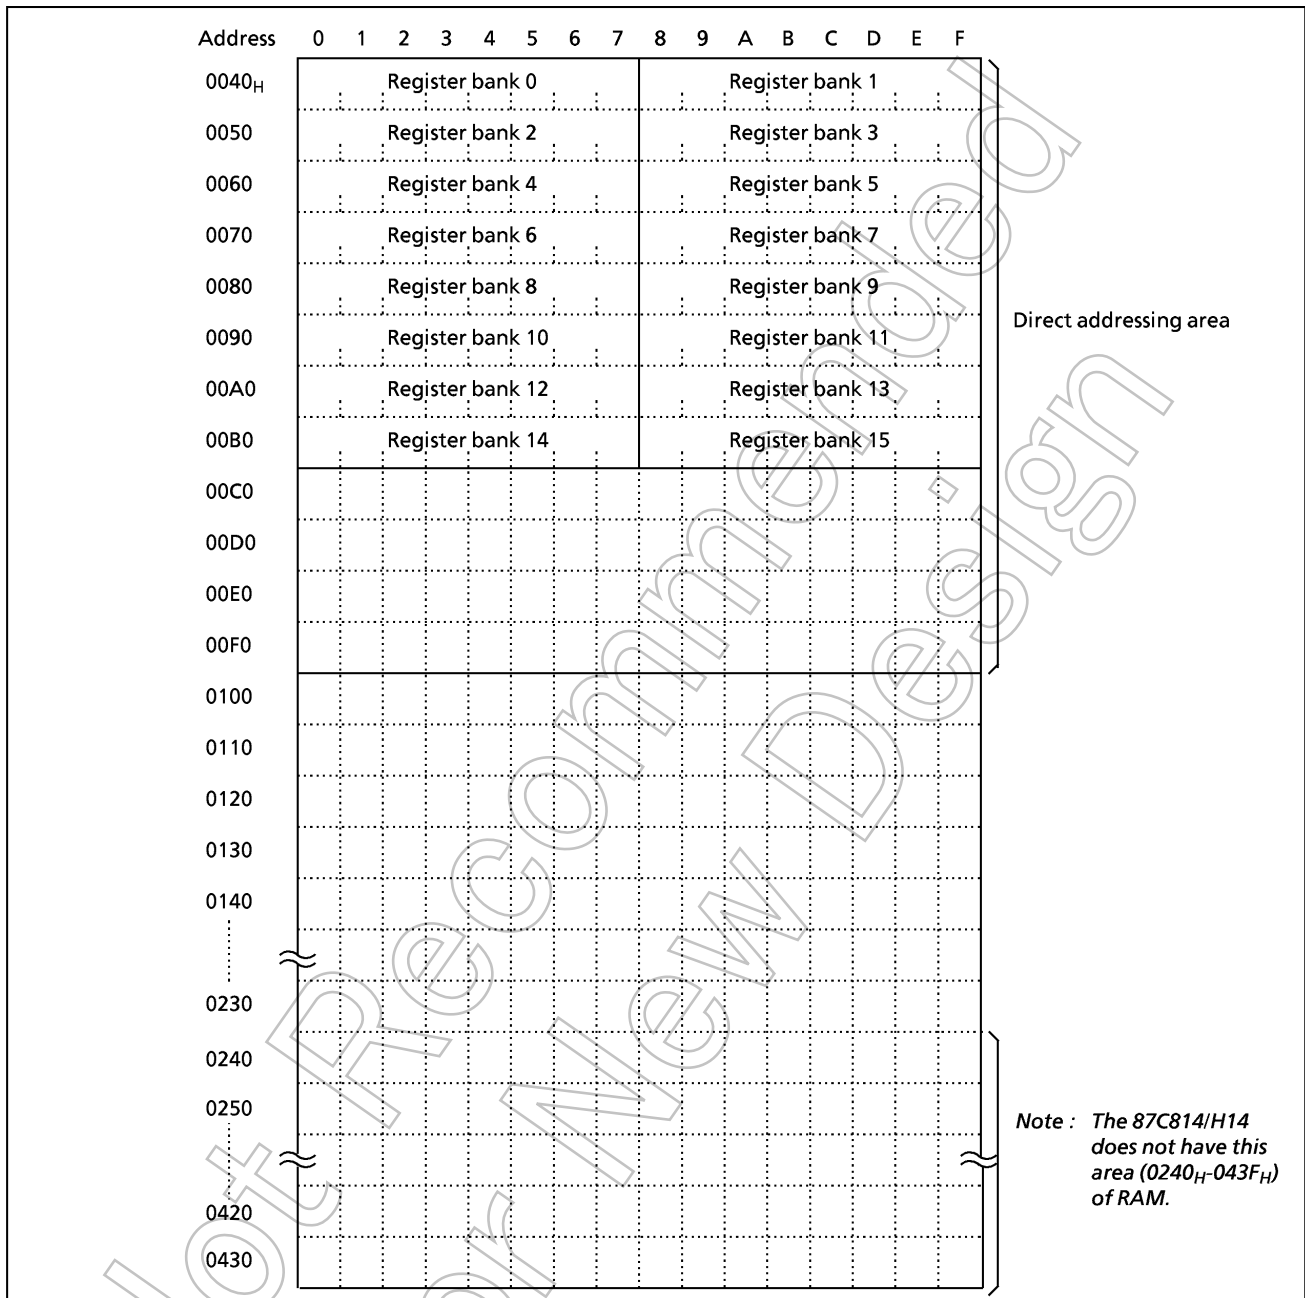 Address 0 1 2 3 4 5 6 7 8 9 A B C D E F
0040H Register bank 0 Register bank 1
0050 Register bank 2 Register bank 3
0060 Register bank 4 Register bank 5
0070 Register bank 6 Register bank 7
0080 Register bank 8 Register bank 9
0090 Register bank 10 Register bank 11
00A0 Register bank 12 Register bank 13
00B0 Register bank 14 Register bank 15
00C0
00D0
00E0
00F0
Direct addressing area
0100
0110
0120
0130
0140
0230
0240
0250
0420
0430
Note : The 87C814/H14
does not have this
area (0240H-043FH)
of RAM.
Not Recommended
for New Design